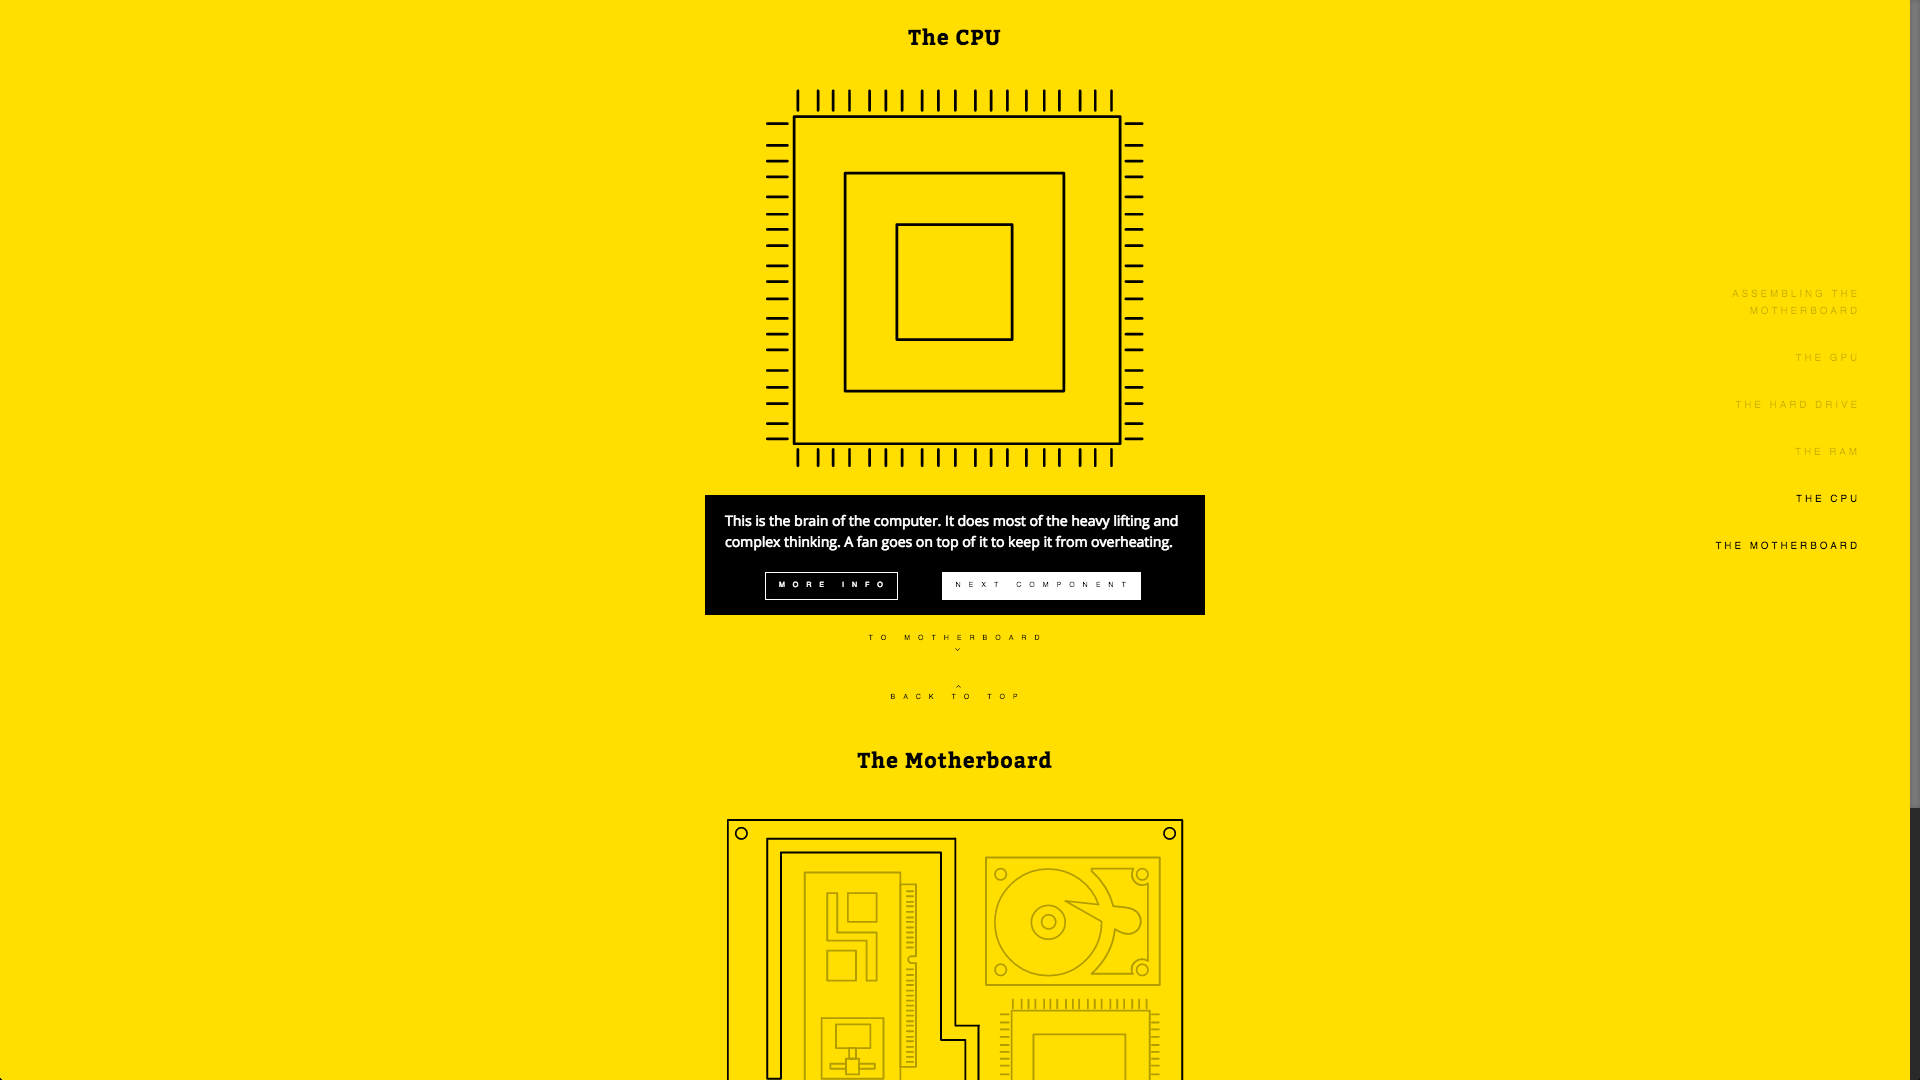 The CPU
ASSEMBLING THE
MOTHERBOARD
THE GPU
THE HARD DRIVE
THE RAM
THE CPU
THE MOTHERBOARD
This is the brain of the computer. It does most of the heavy lifting and
complex thinking. A fan goes on top of it to keep it from overheating.
MORE INFO
NEXT COMPONENT
TO MOTHERBOARD
BACK TO TOP
The Motherboard